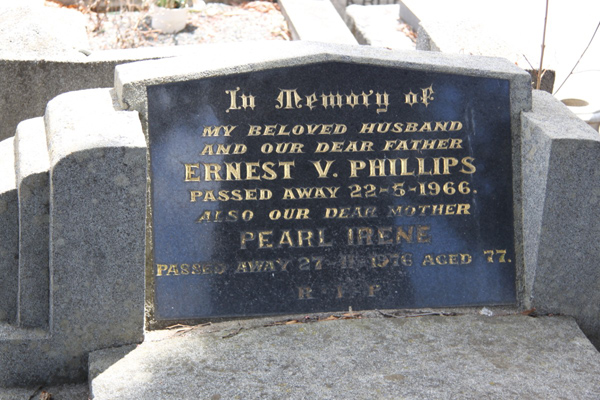 In Memory of
MY BELOVED HUSBAND
AND OUR DEAR FATHER
ERNEST V. PHILLIPS
PASSED AWAY 22-5-1966.
ALSO OUR DEAR MOTHER
PEARL IRENE
PASSED AWAY 27-11-1976 AGED 77.
R I P